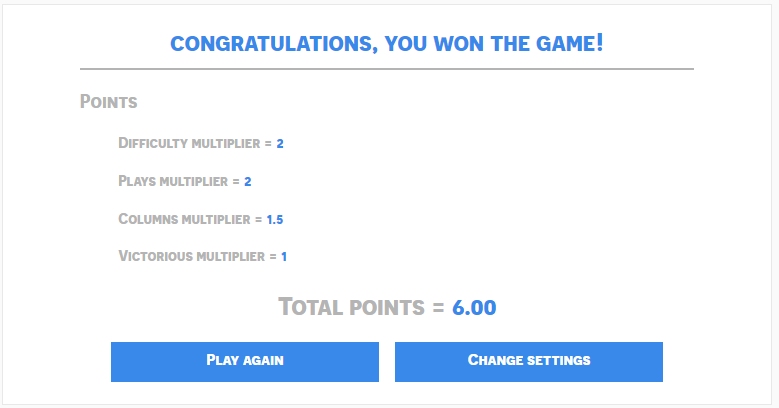 Congratulations, you won the game!
Points
Difficulty multiplier = 2
Plays multiplier = 2
Columns multiplier = 1.5
Victorious multiplier = 1
Total points = 6.00
Play again
Change settings